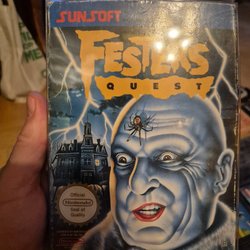 SUNSOFT
FESTER'S
QUEST
Official
Nintendo
Seal of
Quality